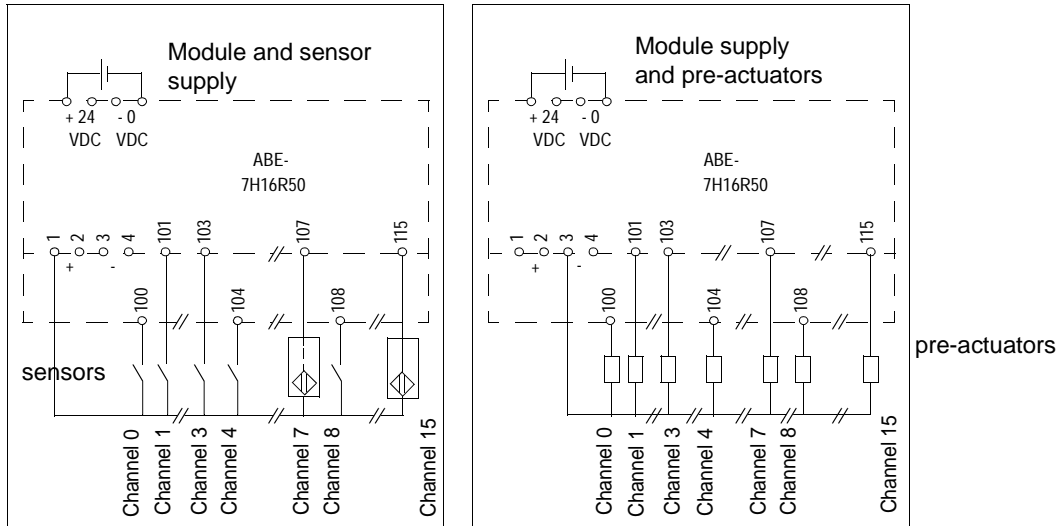 Module and sensor
supply
+ 24 - 0
VDC VDC
ABE-
7H16R50
1 2 3 4 101 103 107 115
+ -
100 104 108
sensors
Channel 0
Channel 1
Channel 3
Channel 4
Channel 7
Channel 8
Channel 15
Module supply
and pre-actuators
+ 24 - 0
VDC VDC
ABE-
7H16R50
1 2 3 4 101 103 107 115
+ -
100 104 108
pre-actuators
Channel 0
Channel 1
Channel 3
Channel 4
Channel 7
Channel 8
Channel 15